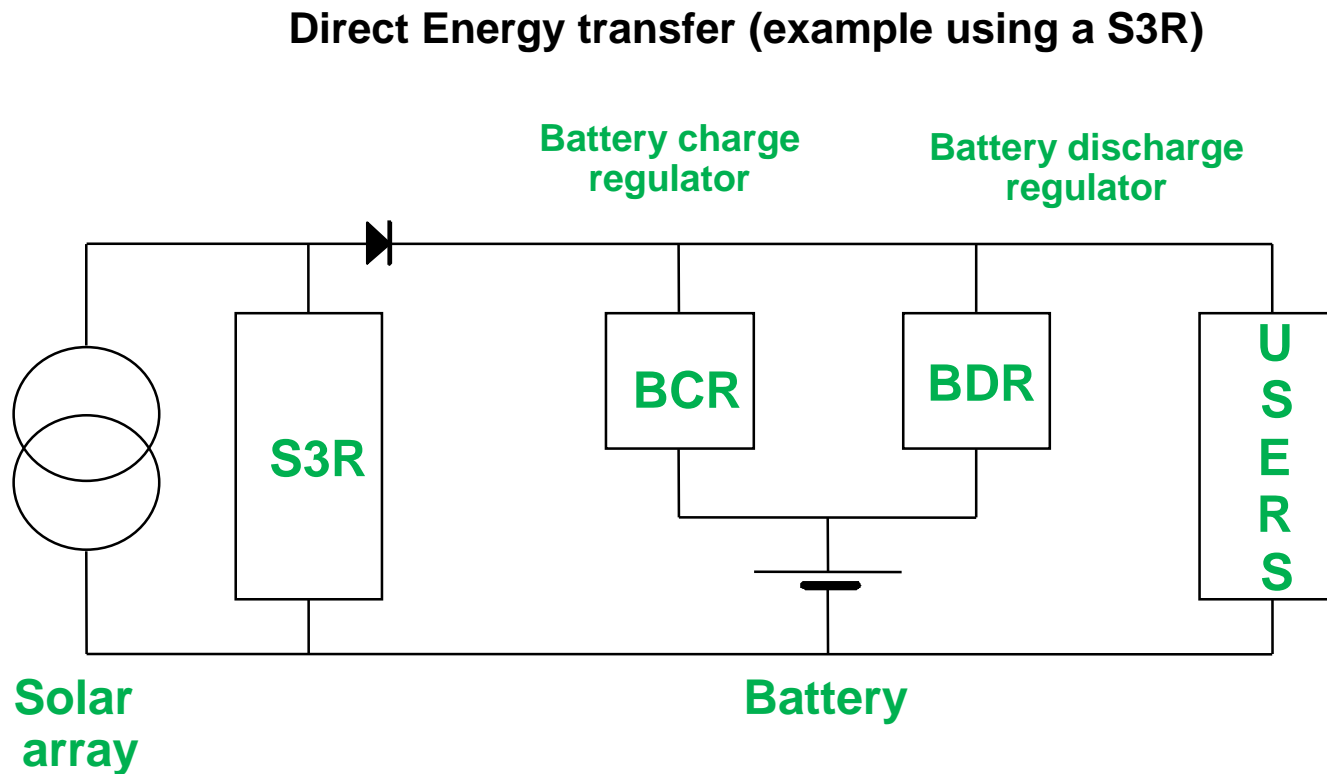 Direct Energy transfer (example using a S3R)
Battery charge
regulator
Battery discharge
regulator
S3R
BCR
BDR
U
S
E
R
S
Solar
array
Battery